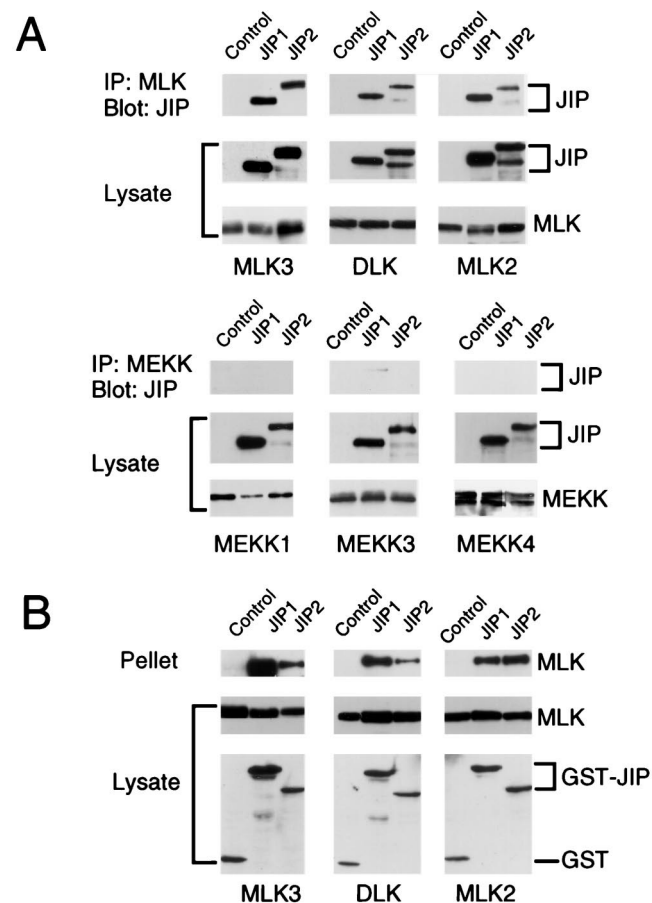 A
Control JIP1 JIP2 Control JIP1 JIP2 Control JIP1 JIP2
IP: MLK
Blot: JIP
JIP
Lysate
JIP
MLK
MLK3 DLK MLK2
Control JIP1 JIP2 Control JIP1 JIP2 Control JIP1 JIP2
IP: MEKK
Blot: JIP
JIP
Lysate
JIP
MEKK
MEKK1 MEKK3 MEKK4
B
Control JIP1 JIP2 Control JIP1 JIP2 Control JIP1 JIP2
Pellet MLK
MLK
Lysate
GST-JIP
GST
MLK3 DLK MLK2